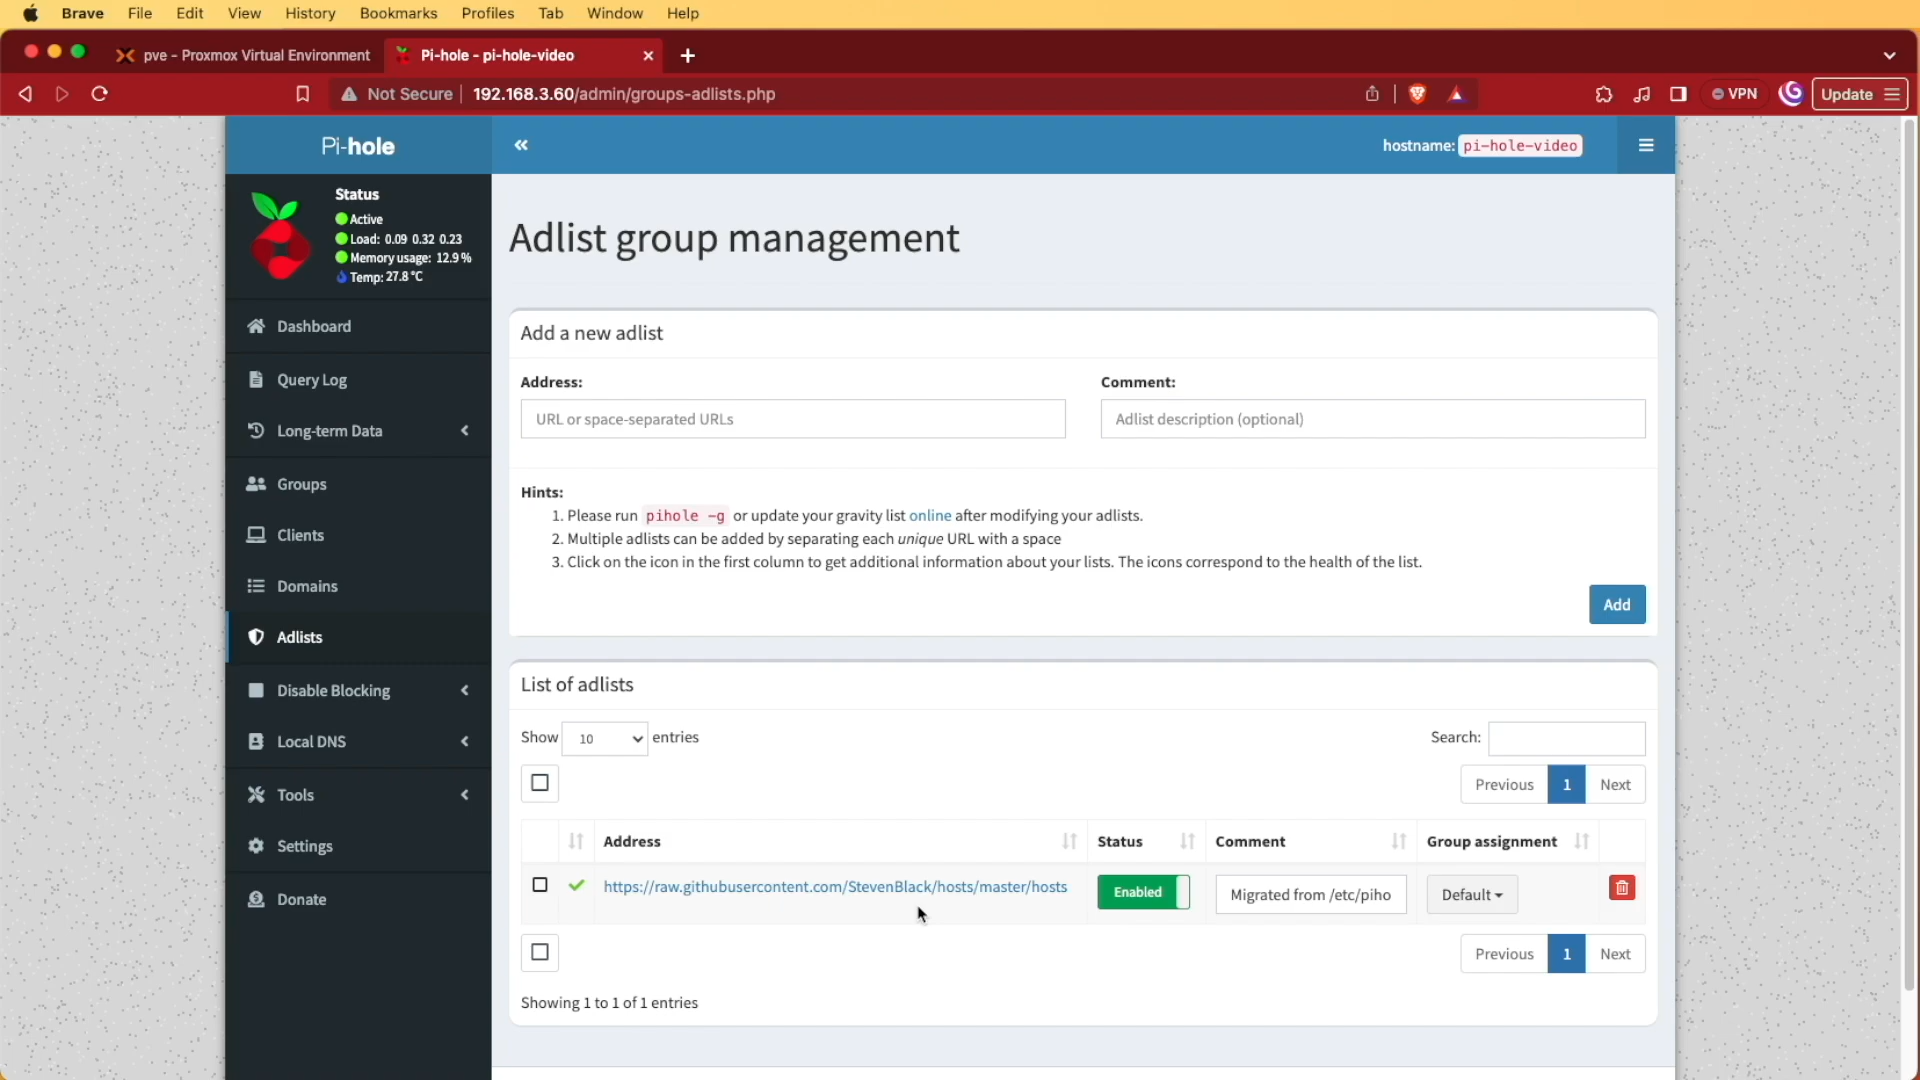 Brave File Edit View History Bookmarks Profiles Tab Window Help
pve - Proxmox Virtual Environment
Pi-hole - pi-hole-video
Not Secure 192.168.3.60/admin/groups-adlists.php
VPN
Update
Pi-hole
hostname: pi-hole-video
Status
Active
Load: 0.09 0.32 0.23
Memory usage: 12.9 %
Temp: 27.8 °C
Dashboard
Query Log
Long-term Data
Groups
Clients
Domains
Adlists
Disable Blocking
Local DNS
Tools
Settings
Donate
Adlist group management
Add a new adlist
Address:
Comment:
URL or space-separated URLs
Adlist description (optional)
Hints:
1. Please run pihole -g or update your gravity list online after modifying your adlists.
2. Multiple adlists can be added by separating each unique URL with a space
3. Click on the icon in the first column to get additional information about your lists. The icons correspond to the health of the list.
Add
List of adlists
Show 10 entries
Search:
Previous 1 Next
Address Status Comment Group assignment
https://raw.githubusercontent.com/StevenBlack/hosts/master/hosts Enabled Migrated from /etc/piho Default
Previous 1 Next
Showing 1 to 1 of 1 entries